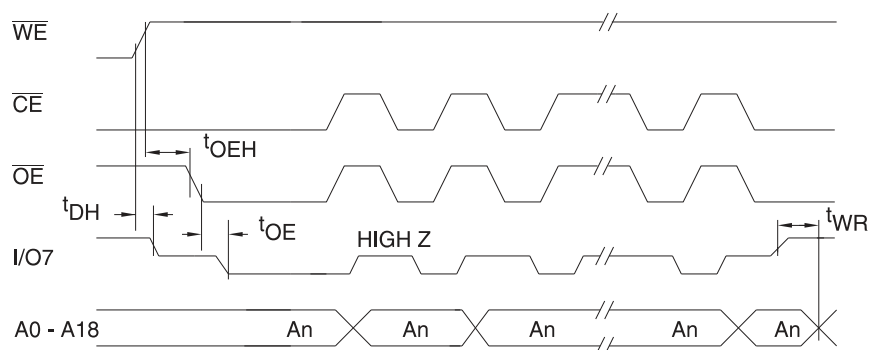 WE
CE
tOEH
OE
tDH
tOE
HIGH Z
tWR
I/O7
A0 - A18 An An An An An